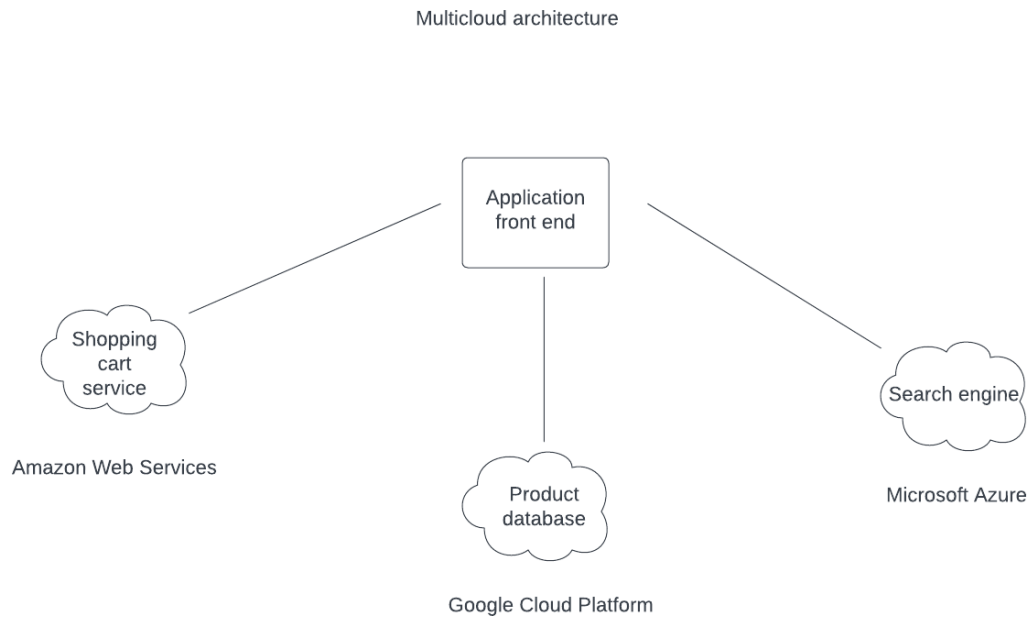 Multicloud architecture
Application
front end
Shopping
cart
service
Amazon Web Services
Search engine
Microsoft Azure
Product
database
Google Cloud Platform